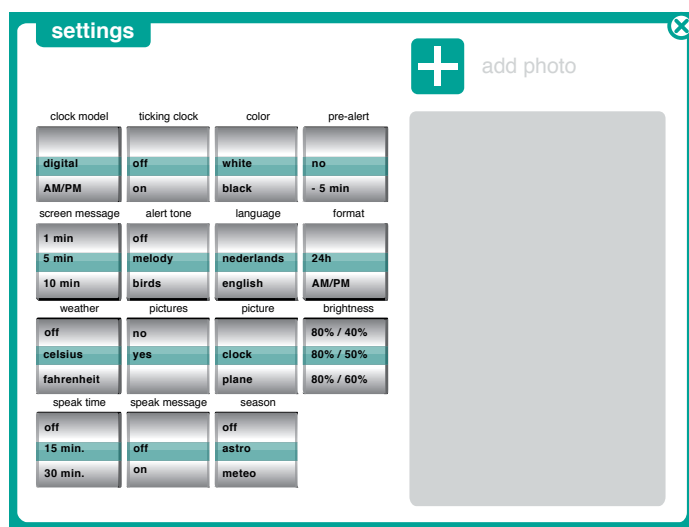 settings
add photo
clock model ticking clock color pre-alert
digital off white no
AM/PM on black - 5 min
screen message alert tone language format
1 min off
5 min melody nederlands 24h
10 min birds english AM/PM
weather pictures picture brightness
off no 80% / 40%
celsius yes clock 80% / 50%
fahrenheit plane 80% / 60%
speak time speak message season
off off
15 min. off astro
30 min. on meteo